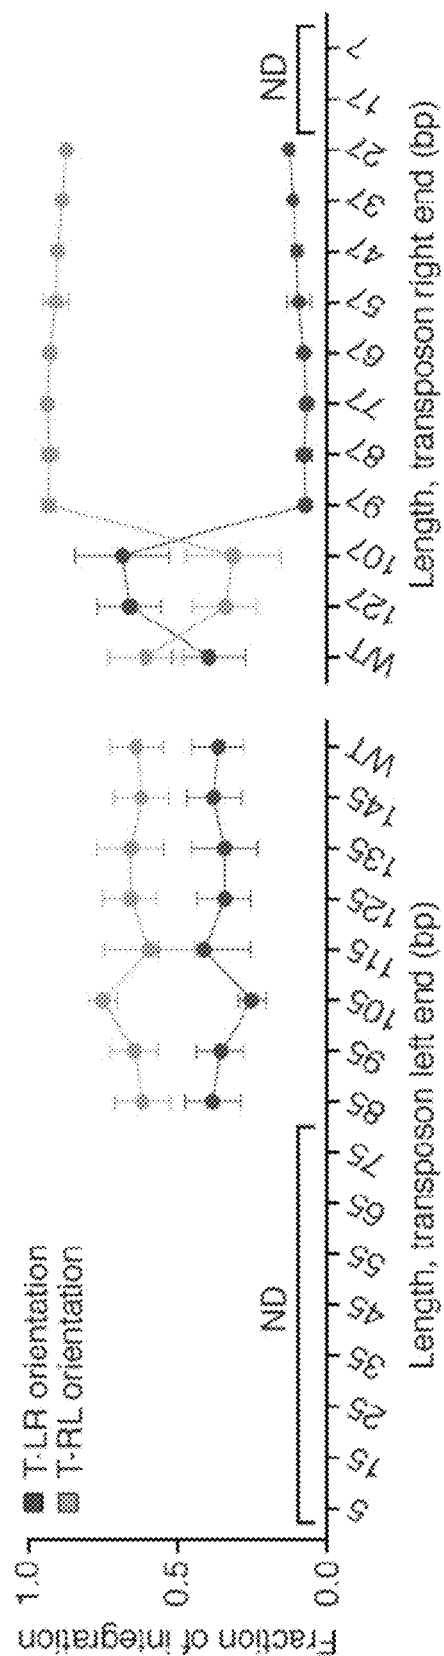 Fraction of integration
1.0
0.5
0.0
T-LR orientation
T-RL orientation
ND
5 15 25 35 45 55 65 75 85 95 105 115 125 135 145 WT
Length, transposon left end (bp)
ND
WT 127 107 97 87 77 67 57 47 37 27 17 7
Length, transposon right end (bp)